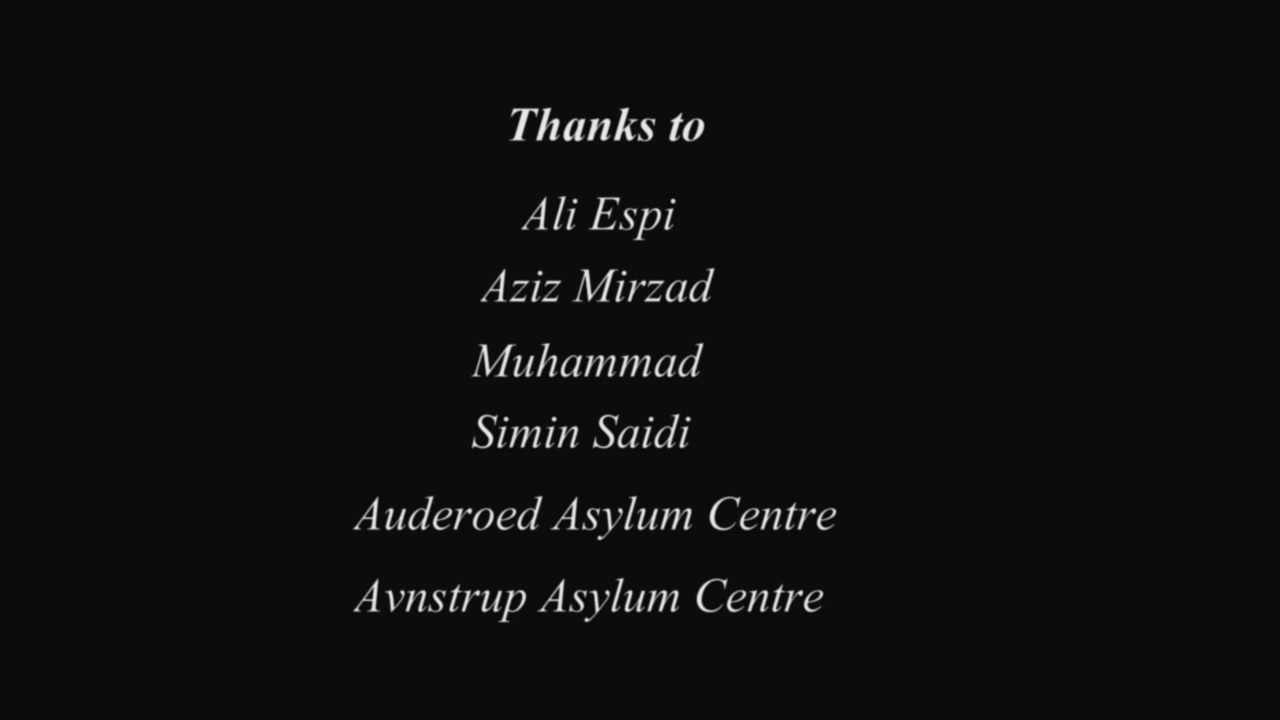 Thanks to
Ali Espi
Aziz Mirzad
Muhammad
Simin Saidi
Auderoed Asylum Centre
Avnstrup Asylum Centre